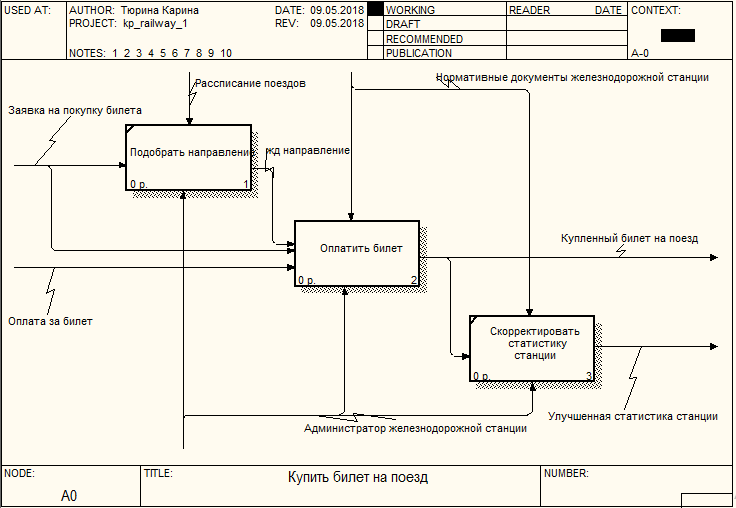 USED AT:
AUTHOR: Тюрина Карина
DATE: 09.05.2018
PROJECT: kp_railway_1
REV: 09.05.2018
NOTES: 1 2 3 4 5 6 7 8 9 10
WORKING
DRAFT
RECOMMENDED
PUBLICATION
READER
DATE
CONTEXT:
A-0
Рассписание поездов
Нормативные документы железнодорожной станции
Заявка на покупку билета
Подобрать направление
0 р.
1
жд направление
Оплатить билет
0 р.
2
Купленный билет на поезд
Оплата за билет
Скорректировать
статистику
станции
0 р.
3
Улучшенная статистика станции
Администратор железнодорожной станции
NODE:
A0
TITLE:
Купить билет на поезд
NUMBER: